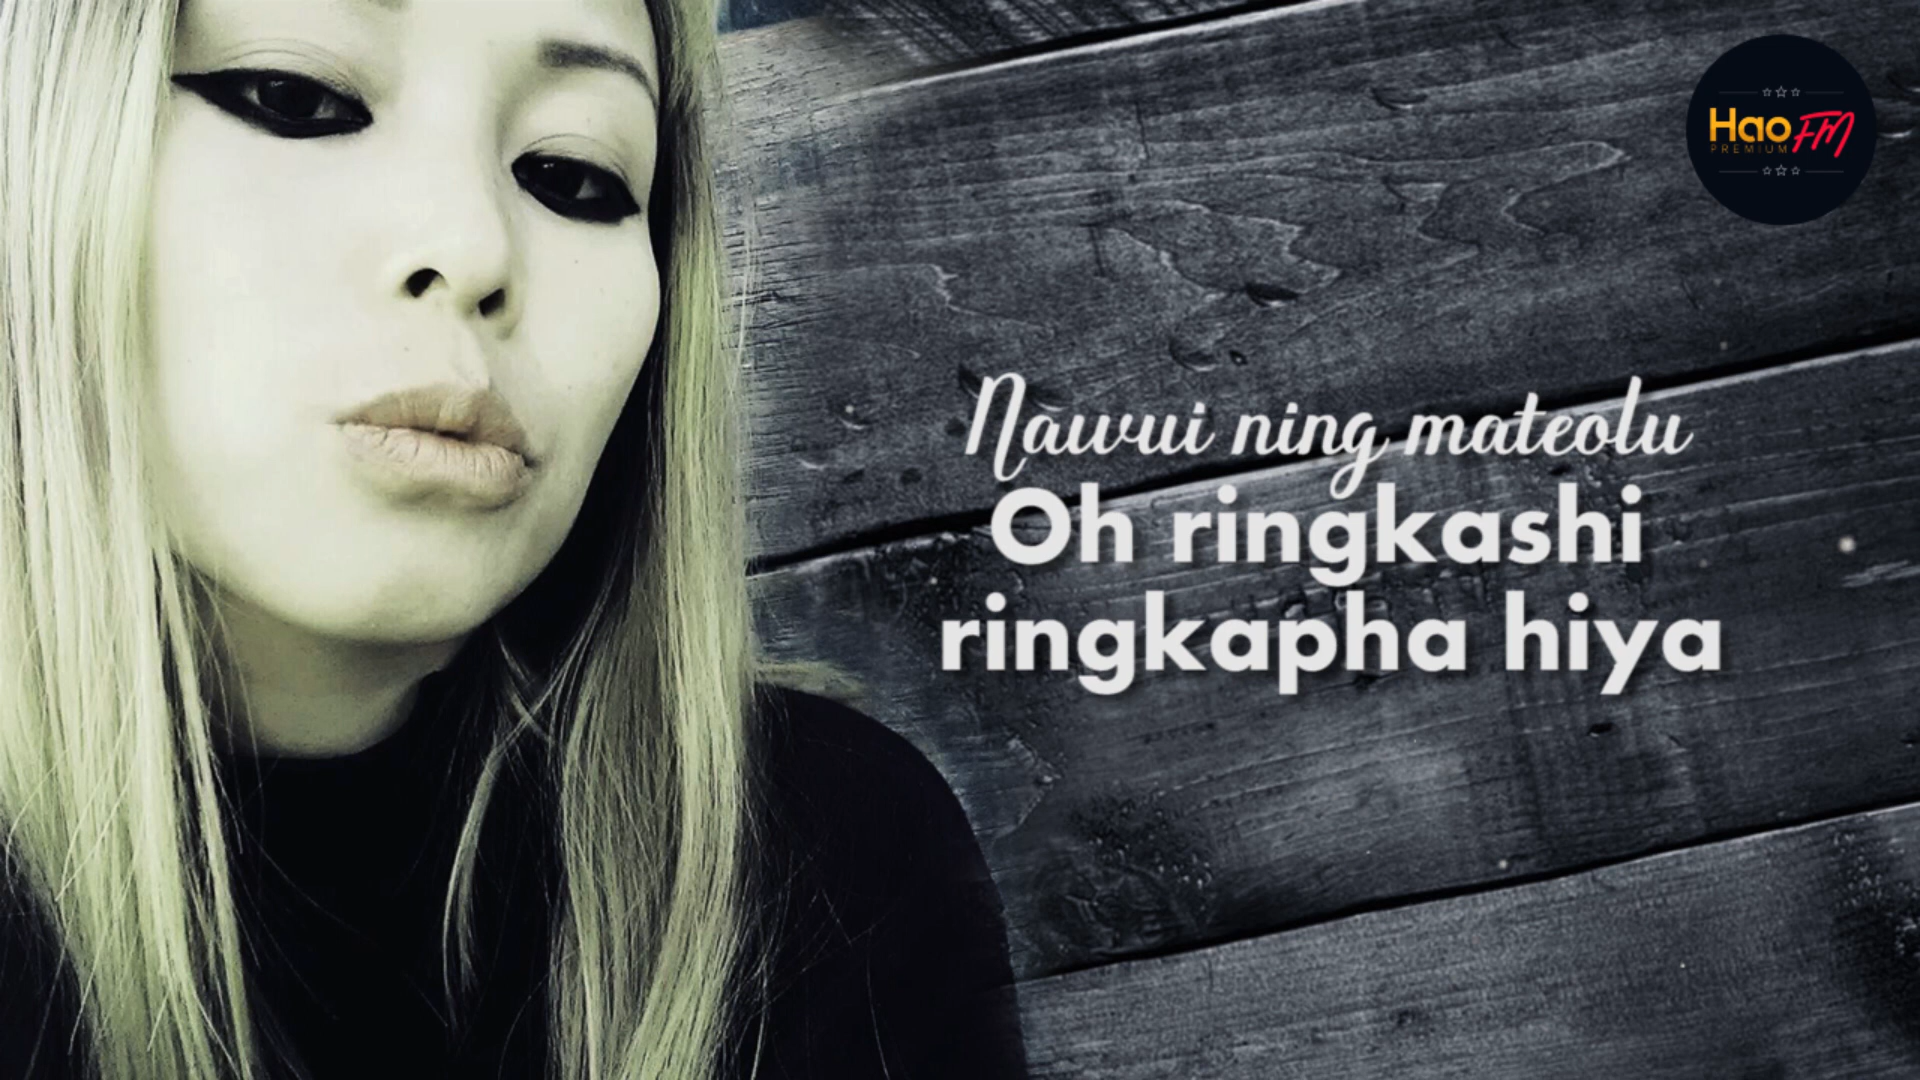 Hao FM
PREMIUM
Nawui ning mateolu
Oh ringkashi
ringkapha hiya